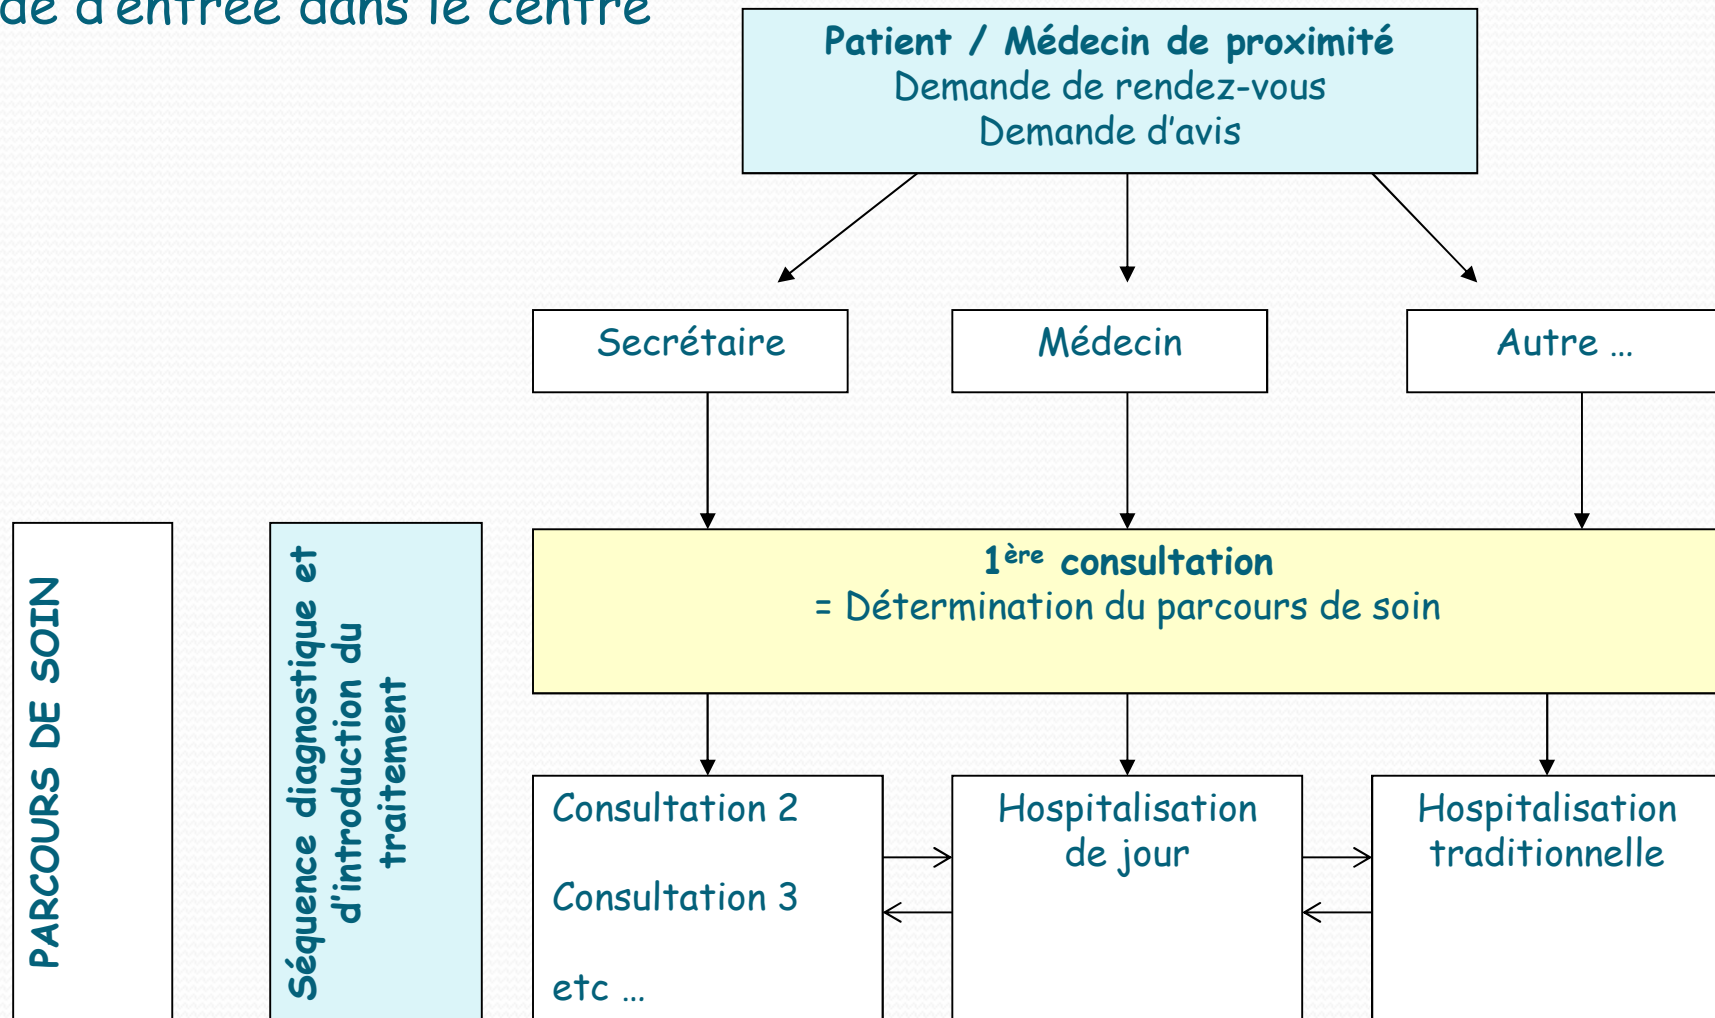 de d'entrée dans le centre
Patient / Médecin de proximité
Demande de rendez-vous
Demande d'avis
Secrétaire
Médecin
Autre …
1ère consultation
= Détermination du parcours de soin
PARCOURS DE SOIN
Séquence diagnostique et
d'introduction du
traitement
Consultation 2
Consultation 3
etc …
Hospitalisation
de jour
Hospitalisation
traditionnelle